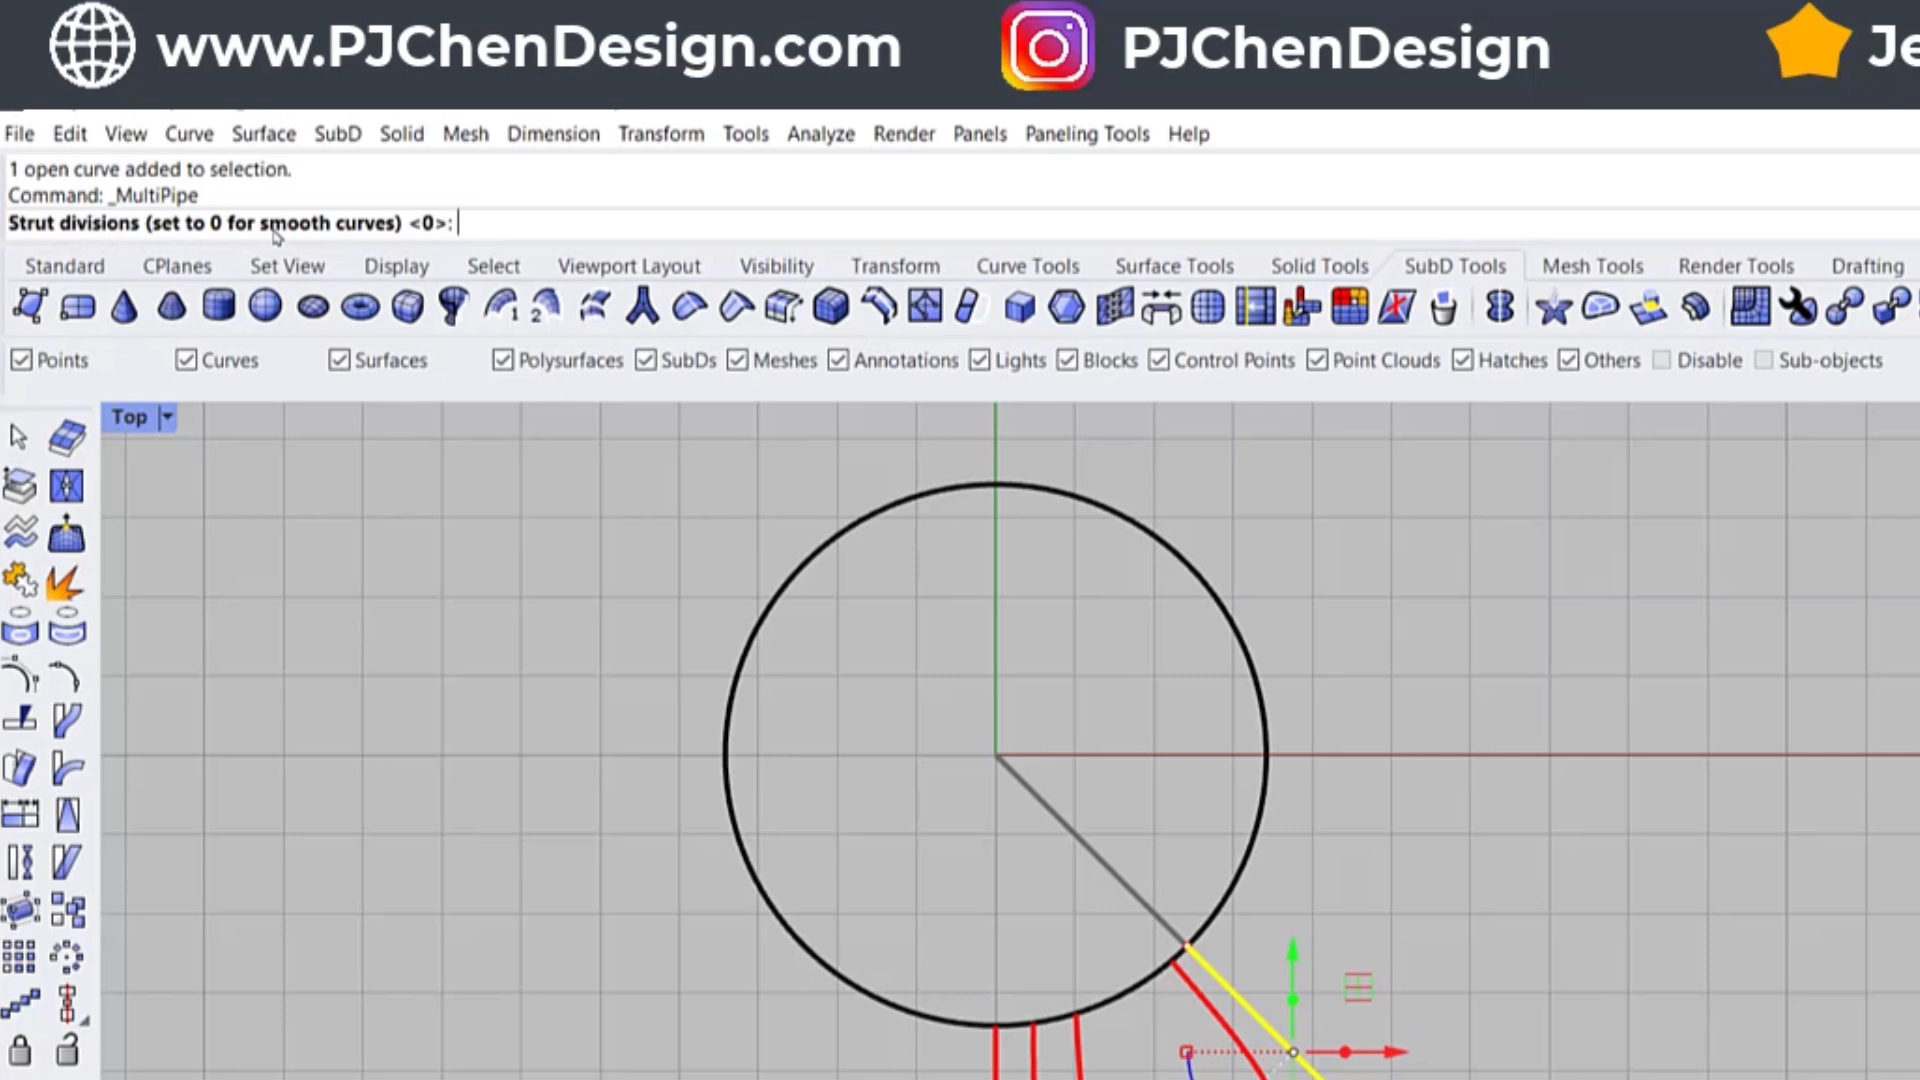 www.PJChenDesign.com PJChenDesign Je
File Edit View Curve Surface SubD Solid Mesh Dimension Transform Tools Analyze Render Panels Paneling Tools Help
1 open curve added to selection.
Command: _MultiPipe
Strut divisions (set to 0 for smooth curves) <0>:
Standard CPlanes Set View Display Select Viewport Layout Visibility Transform Curve Tools Surface Tools Solid Tools SubD Tools Mesh Tools Render Tools Drafting
1 2
Points Curves Surfaces Polysurfaces SubDs Meshes Annotations Lights Blocks Control Points Point Clouds Hatches Others Disable Sub-objects
Top